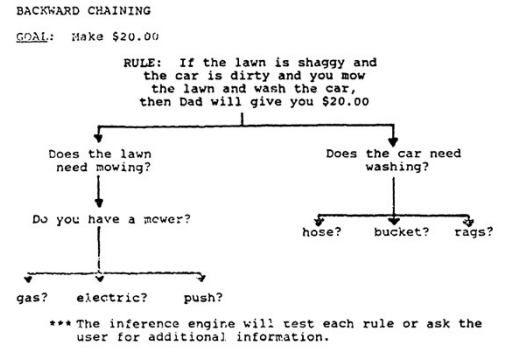 BACKWARD CHAINING
GOAL: Make $20.00
RULE: If the lawn is shaggy and
the car is dirty and you mow
the lawn and wash the car,
then Dad will give you $20.00
Does the lawn
need mowing?
Does the car need
washing?
Do you have a mower?
hose? bucket? rags?
gas? electric? push?
*** The inference engine will test each rule or ask the
user for additional information.